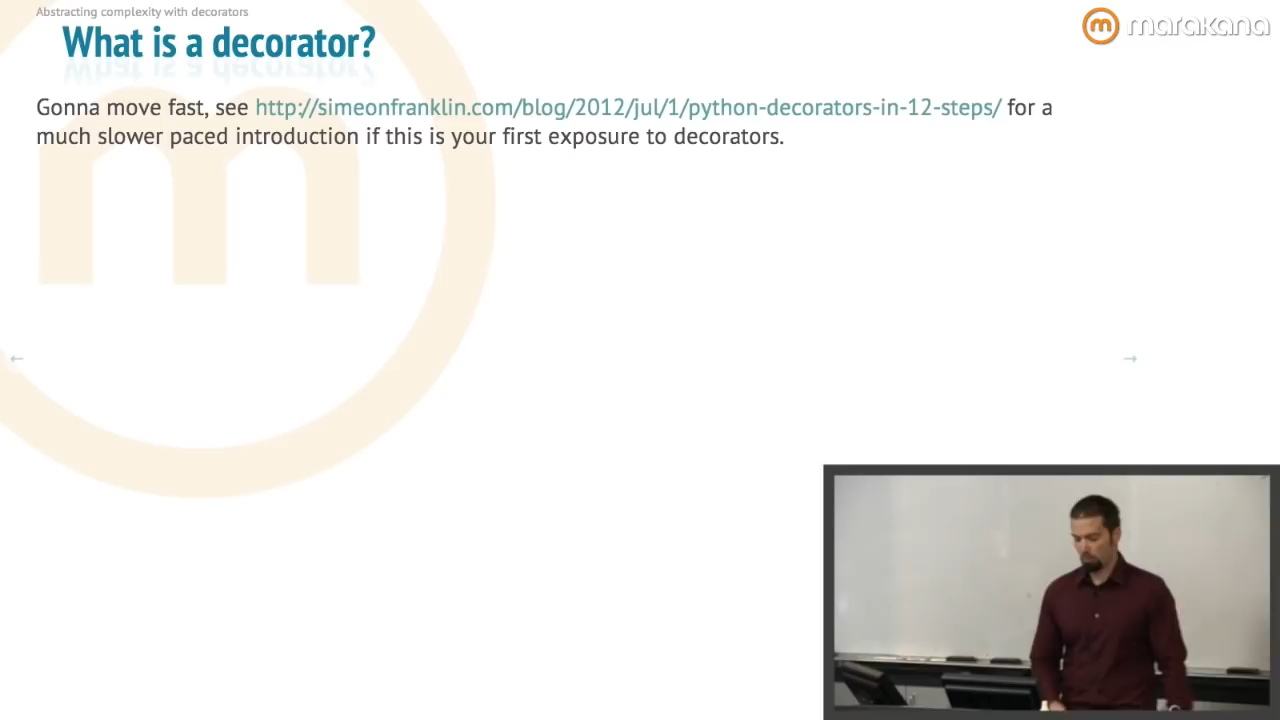 Abstracting complexity with decorators
What is a decorator?
marakana
Gonna move fast, see http://simeonfranklin.com/blog/2012/jul/1/python-decorators-in-12-steps/ for a
much slower paced introduction if this is your first exposure to decorators.